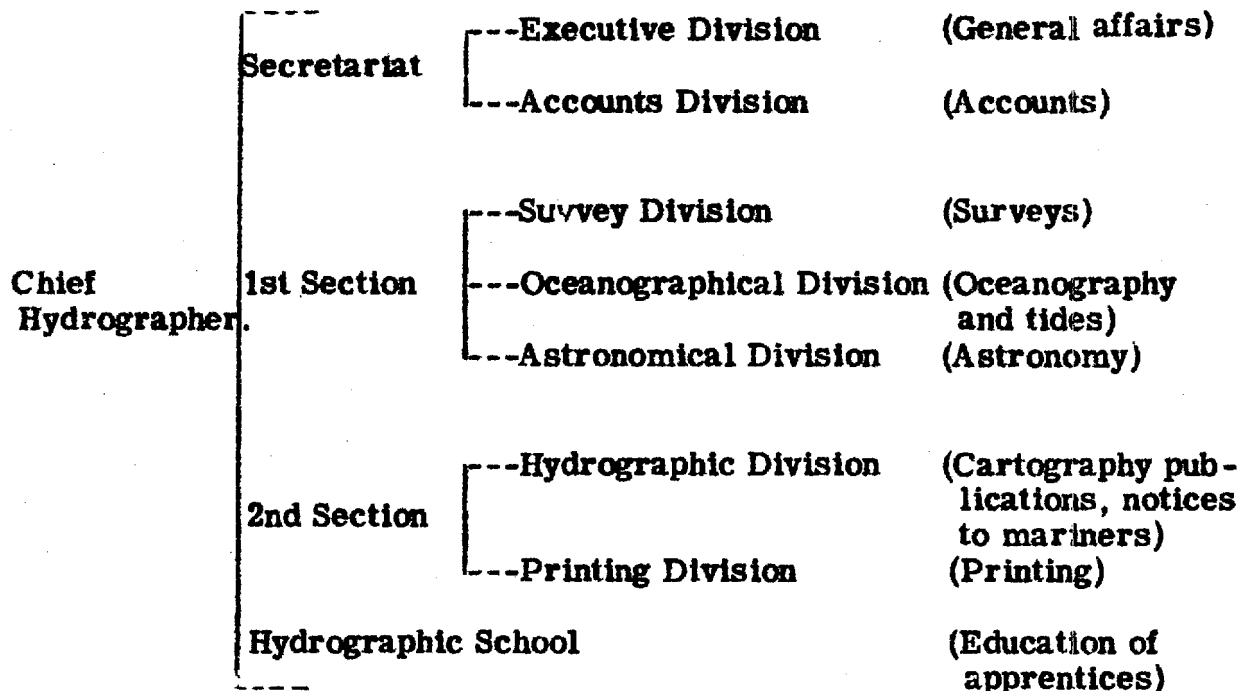 Executive Division (General affairs)
Secretariat
Accounts Division (Accounts)
Suvvey Division (Surveys)
Chief 1st Section Oceanographical Division (Oceanography
Hydrographer. and tides)
Astronomical Division (Astronomy)
Hydrographic Division (Cartography pub-
lications, notices
2nd Section
to mariners)
Printing Division (Printing)
Hydrographic School (Education of
apprentices)